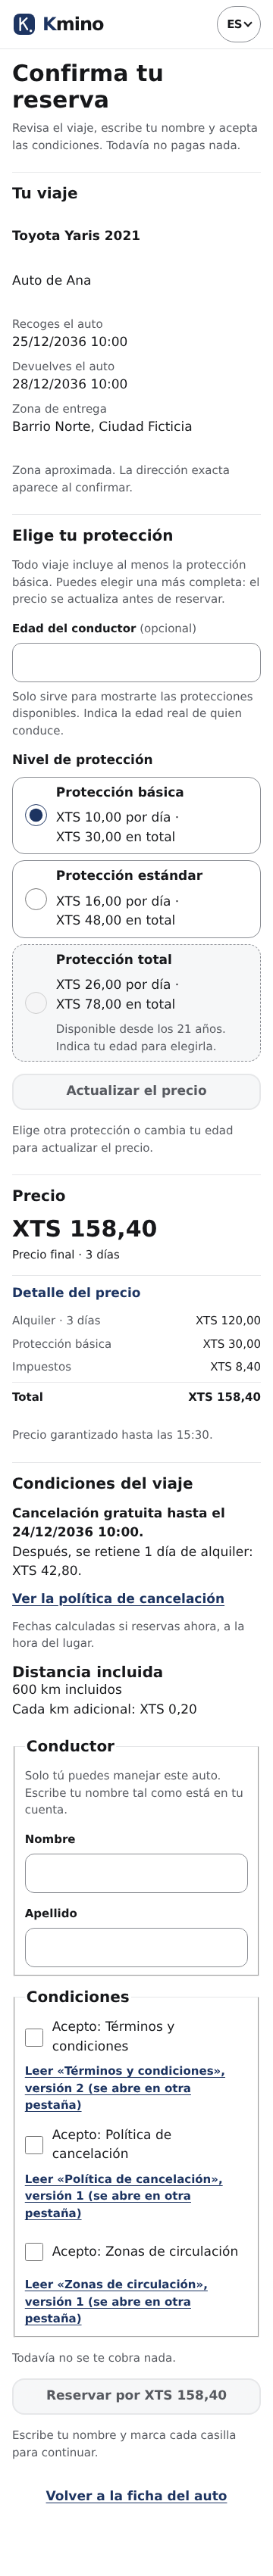 Kmino
ES
Confirma tu
reserva
Revisa el viaje, escribe tu nombre y acepta
las condiciones. Todavía no pagas nada.
Tu viaje
Toyota Yaris 2021
Auto de Ana
Recoges el auto
25/12/2036 10:00
Devuelves el auto
28/12/2036 10:00
Zona de entrega
Barrio Norte, Ciudad Ficticia
Zona aproximada. La dirección exacta
aparece al confirmar.
Elige tu protección
Todo viaje incluye al menos la protección
básica. Puedes elegir una más completa: el
precio se actualiza antes de reservar.
Edad del conductor (opcional)
Solo sirve para mostrarte las protecciones
disponibles. Indica la edad real de quien
conduce.
Nivel de protección
Protección básica
XTS 10,00 por día ·
XTS 30,00 en total
Protección estándar
XTS 16,00 por día ·
XTS 48,00 en total
Protección total
XTS 26,00 por día ·
XTS 78,00 en total
Disponible desde los 21 años.
Indica tu edad para elegirla.
Actualizar el precio
Elige otra protección o cambia tu edad
para actualizar el precio.
Precio
XTS 158,40
Precio final · 3 días
Detalle del precio
Alquiler · 3 días XTS 120,00
Protección básica XTS 30,00
Impuestos XTS 8,40
Total XTS 158,40
Precio garantizado hasta las 15:30.
Condiciones del viaje
Cancelación gratuita hasta el
24/12/2036 10:00.
Después, se retiene 1 día de alquiler:
XTS 42,80.
Ver la política de cancelación
Fechas calculadas si reservas ahora, a la
hora del lugar.
Distancia incluida
600 km incluidos
Cada km adicional: XTS 0,20
Conductor
Solo tú puedes manejar este auto.
Escribe tu nombre tal como está en tu
cuenta.
Nombre
Apellido
Condiciones
Acepto: Términos y
condiciones
Leer «Términos y condiciones»,
versión 2 (se abre en otra
pestaña)
Acepto: Política de
cancelación
Leer «Política de cancelación»,
versión 1 (se abre en otra
pestaña)
Acepto: Zonas de circulación
Leer «Zonas de circulación»,
versión 1 (se abre en otra
pestaña)
Todavía no se te cobra nada.
Reservar por XTS 158,40
Escribe tu nombre y marca cada casilla
para continuar.
Volver a la ficha del auto